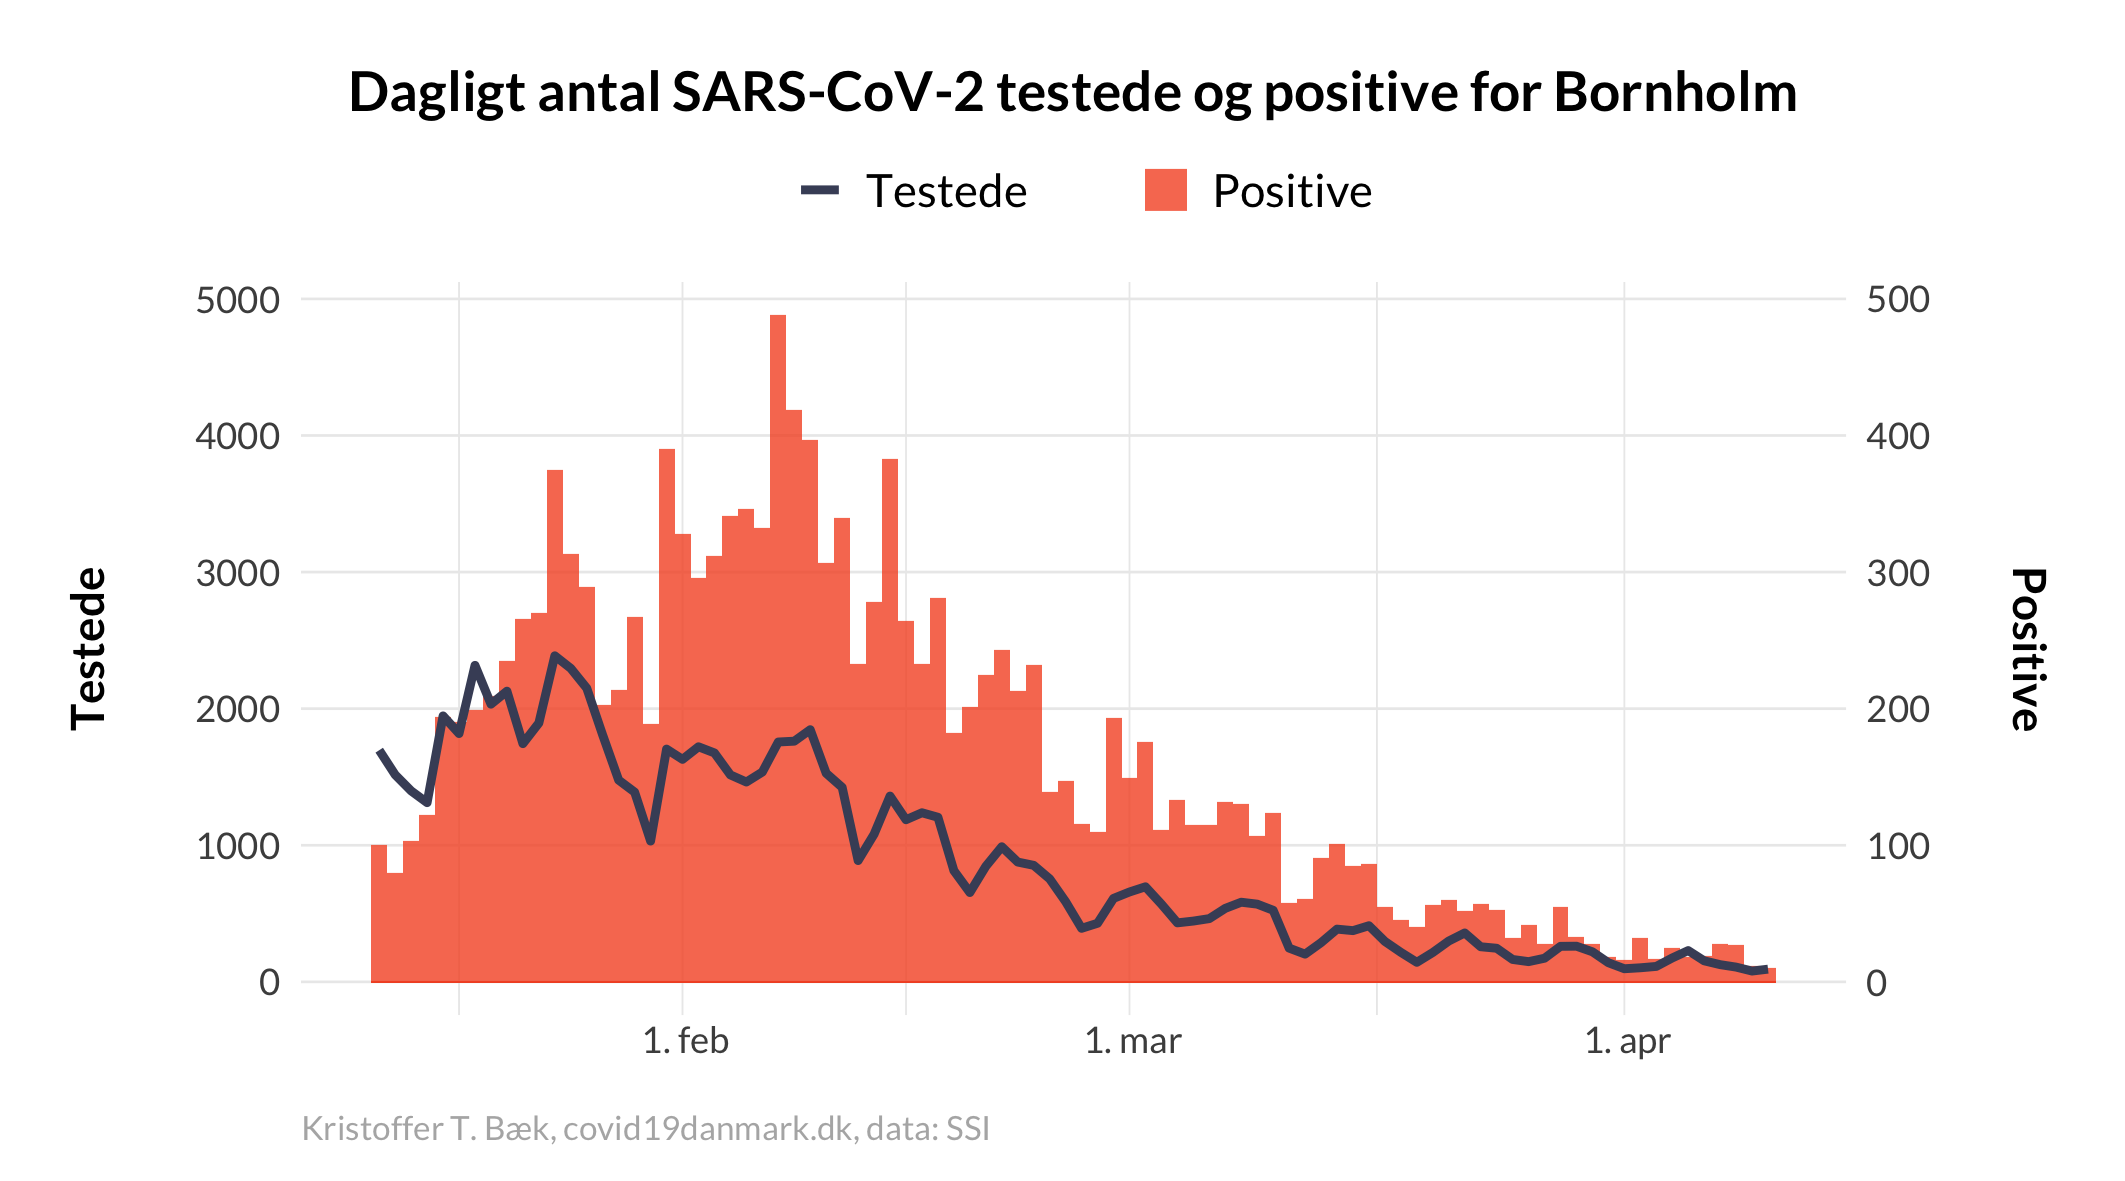 Dagligt antal SARS-CoV-2 testede og positive for Bornholm
Testede
Positive
5000
4000
3000
2000
1000
0
Testede
500
400
300
200
100
0
Positive
1. feb
1. mar
1. apr
Kristoffer T. Bæk, covid19danmark.dk, data: SSI